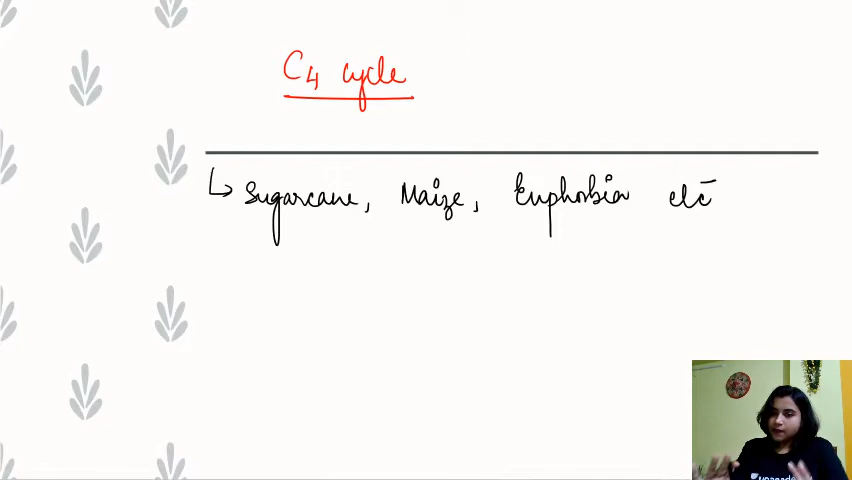 C4 cycle
↳ Sugarcane, Maize, Euphorbia etc